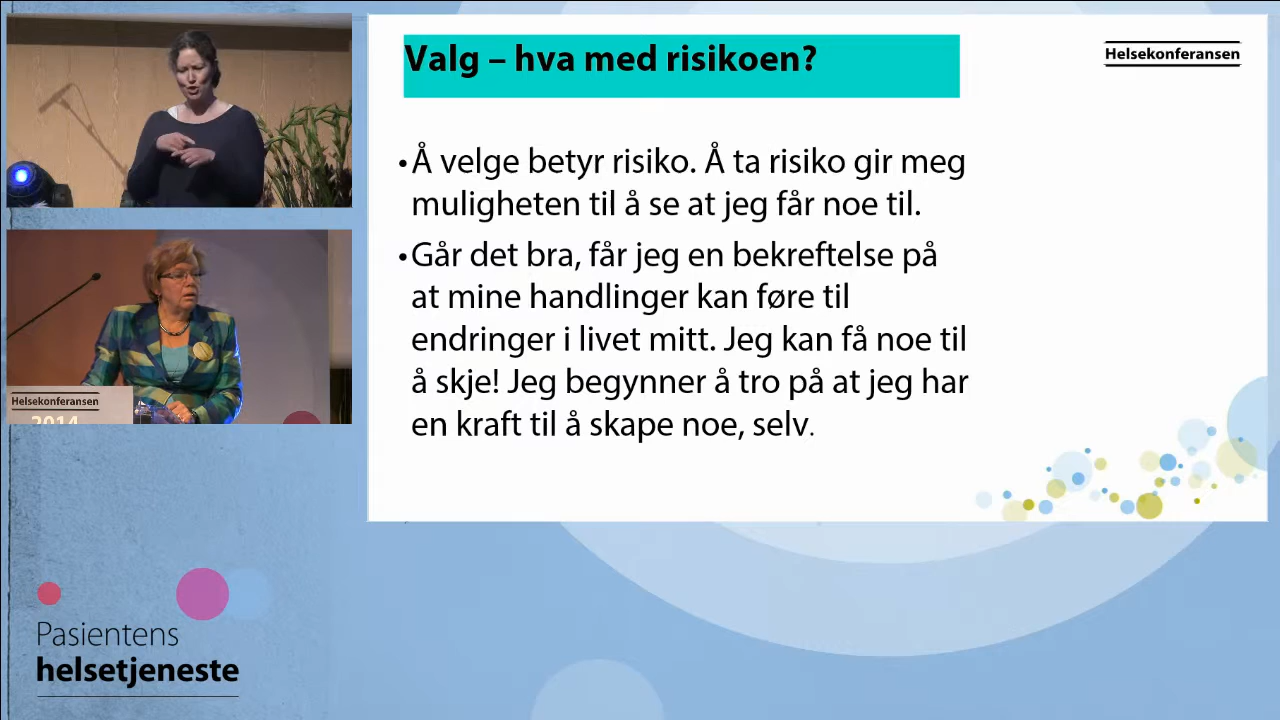 Valg – hva med risikoen?
Helsekonferansen
•Å velge betyr risiko. Å ta risiko gir meg
muligheten til å se at jeg får noe til.
•Går det bra, får jeg en bekreftelse på
at mine handlinger kan føre til
endringer i livet mitt. Jeg kan få noe til
å skje! Jeg begynner å tro på at jeg har
en kraft til å skape noe, selv.
Helsekonferansen
2014
Pasientens
helsetjeneste